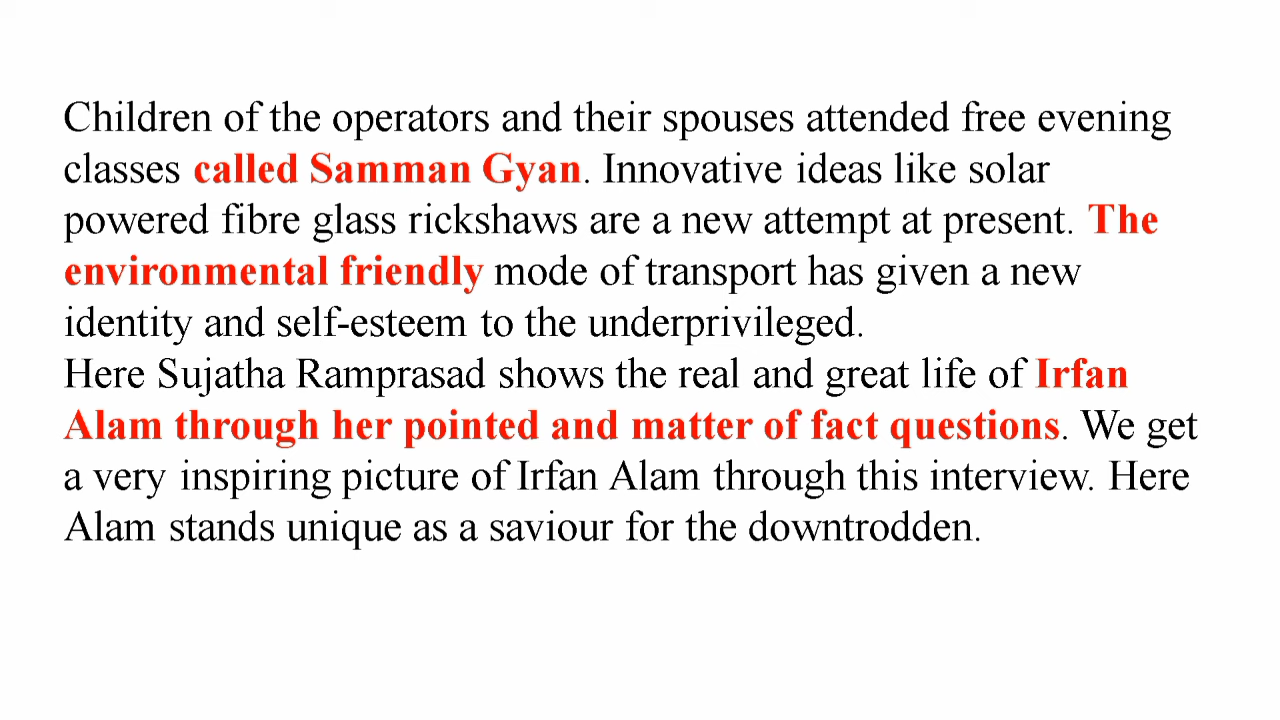 Children of the operators and their spouses attended free evening
classes called Samman Gyan. Innovative ideas like solar
powered fibre glass rickshaws are a new attempt at present. The
environmental friendly mode of transport has given a new
identity and self-esteem to the underprivileged.
Here Sujatha Ramprasad shows the real and great life of Irfan
Alam through her pointed and matter of fact questions. We get
a very inspiring picture of Irfan Alam through this interview. Here
Alam stands unique as a saviour for the downtrodden.